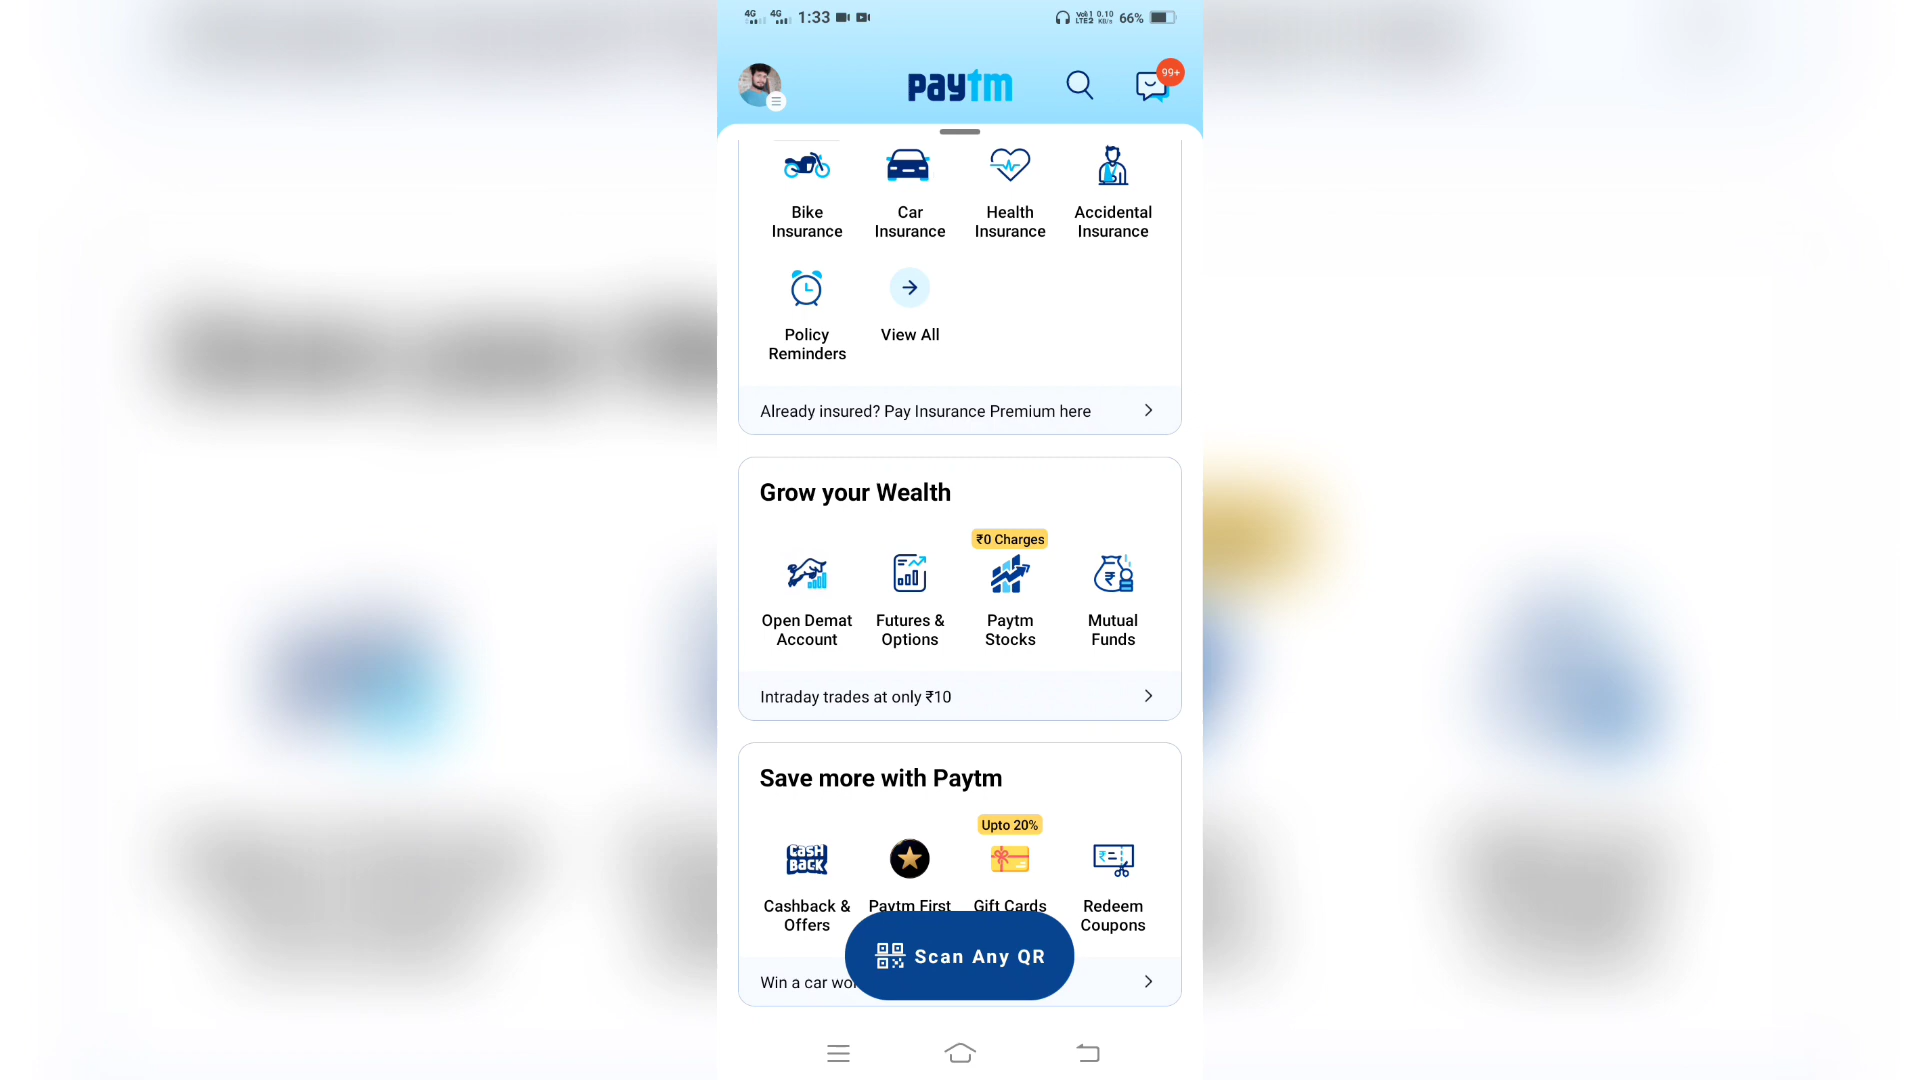 4G 4G 1:33 66%
paytm 99+
Bike Insurance
Car Insurance
Health Insurance
Accidental Insurance
Policy Reminders
View All
Already insured? Pay Insurance Premium here
Grow your Wealth
₹0 Charges
Open Demat Account
Futures & Options
Paytm Stocks
Mutual Funds
Intraday trades at only ₹10
Save more with Paytm
Upto 20%
CASH BACK
Cashback & Offers
Paytm First
Gift Cards
Redeem Coupons
Scan Any QR
Win a car